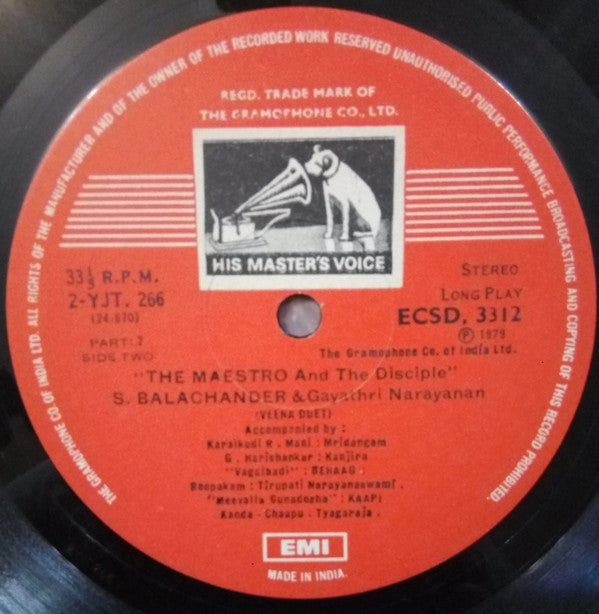 THE GRAMOPHONE CO OF INDIA LTD. ALL RIGHTS OF THE MANUFACTURER AND OF THE OWNER OF THE RECORDED WORK RESERVED UNAUTHORISED PUBLIC PERFORMANCE BROADCASTING AND COPYING OF THIS RECORD PROHIBITED.
REGD. TRADE MARK OF
THE GRAMOPHONE CO., LTD.
HIS MASTER'S VOICE
33⅓ R.P.M.
2-YJT. 266
(24-870)
PART: 2
SIDE TWO
STEREO
LONG PLAY
ECSD. 3312
Ⓟ 1979
The Gramophone Co. of India Ltd.
"THE MAESTRO And The Disciple"
S. BALACHANDER & Gayathri Narayanan
(VEENA DUET)
Accompanied by :
Karaikudi R. Mani : Mridangam
G. Harishankar : Kanjira
: BEHAAG
Roopakam : Tirupati Narayanaswami.
"Meevalla Gunadosha" : KAAPI
Kanda - Chaapu - Tyagaraja.
EMI
MADE IN INDIA.